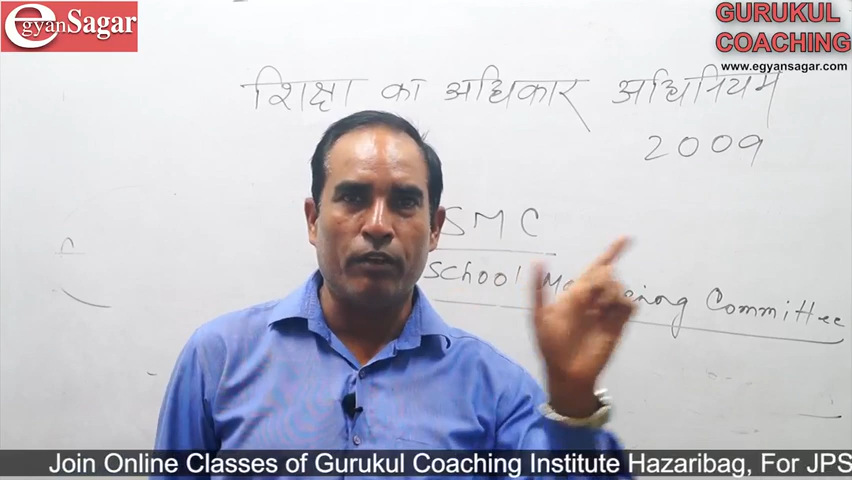 egyanSagar
GURUKUL
COACHING
www.egyansagar.com
शिक्षा का अधिकार अधिनियम
2009
SMC
School Committee
Join Online Classes of Gurukul Coaching Institute Hazaribag, For JPS